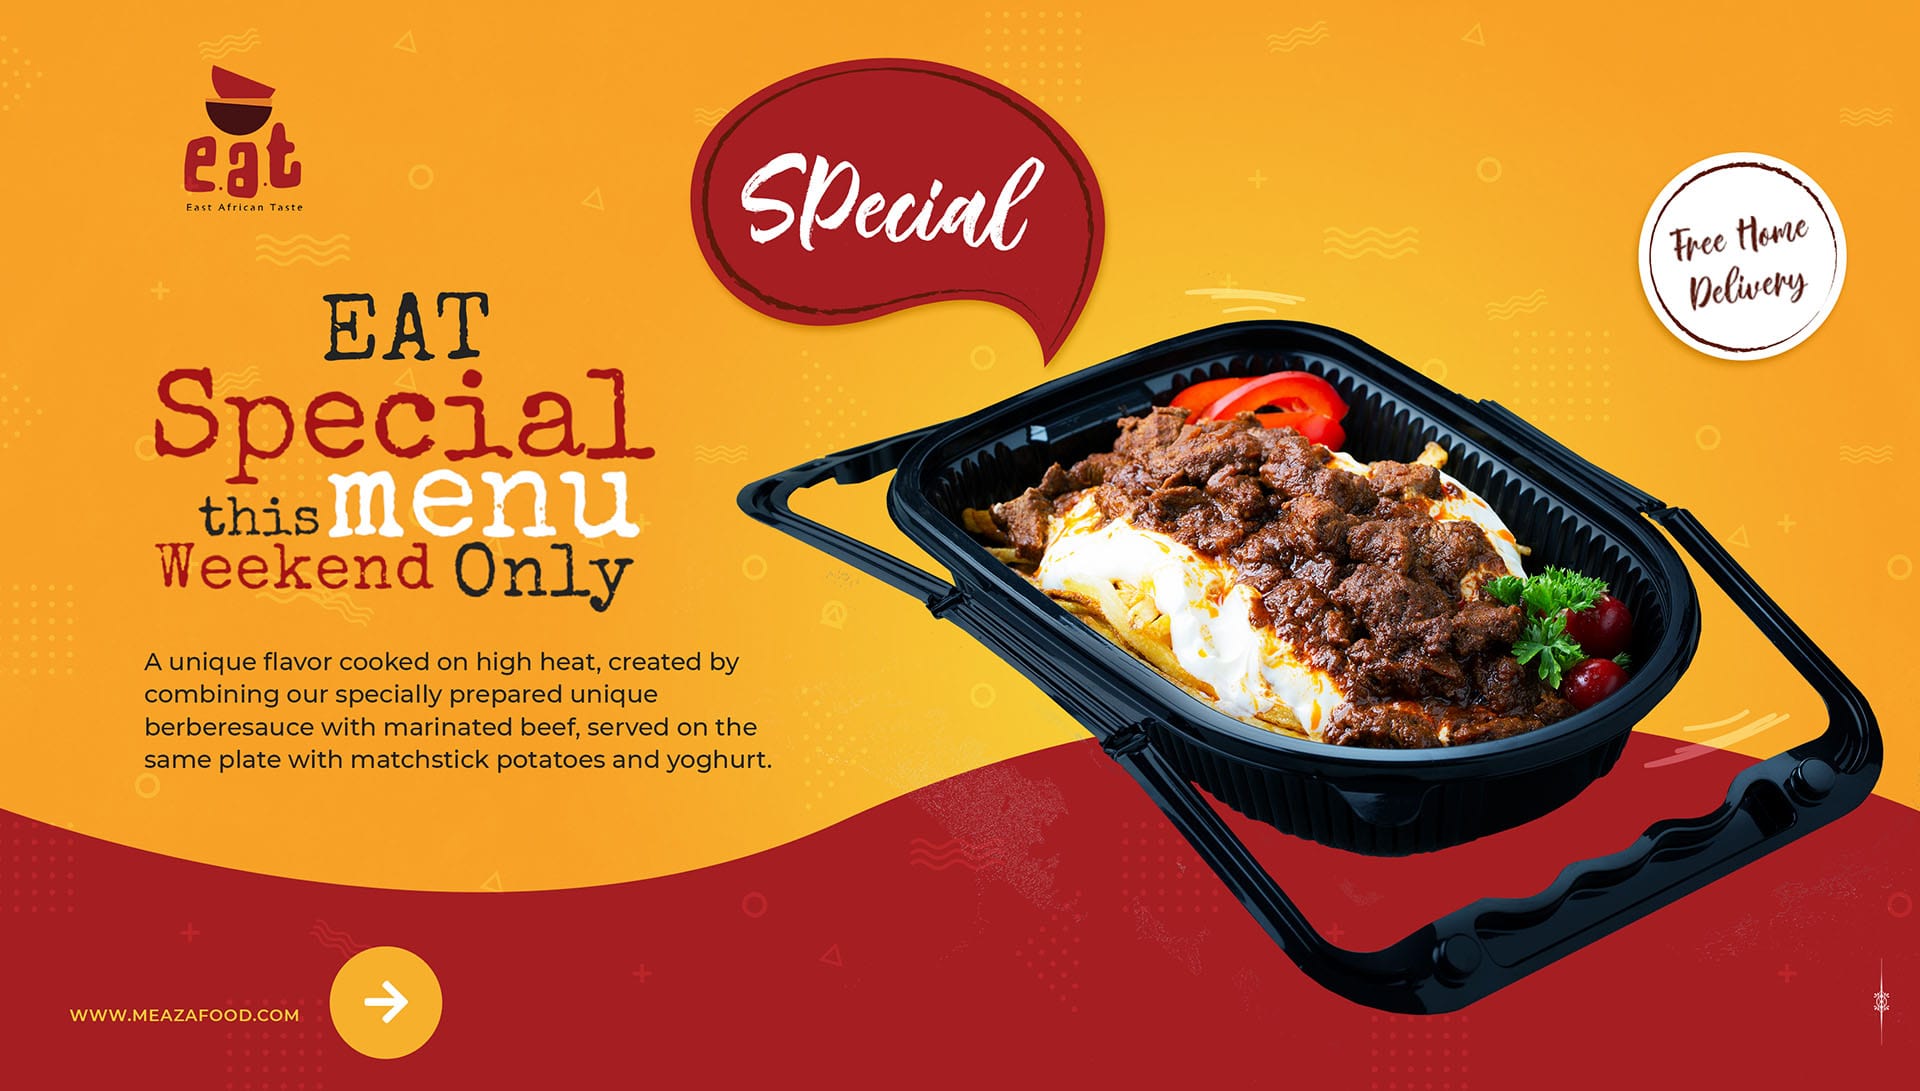 e.a.t
East African Taste
SPecial
Free Home
Delivery
EAT
Special
this menu
Weekend Only
A unique flavor cooked on high heat, created by
combining our specially prepared unique
berberesauce with marinated beef, served on the
same plate with matchstick potatoes and yoghurt.
WWW.MEAZAFOOD.COM